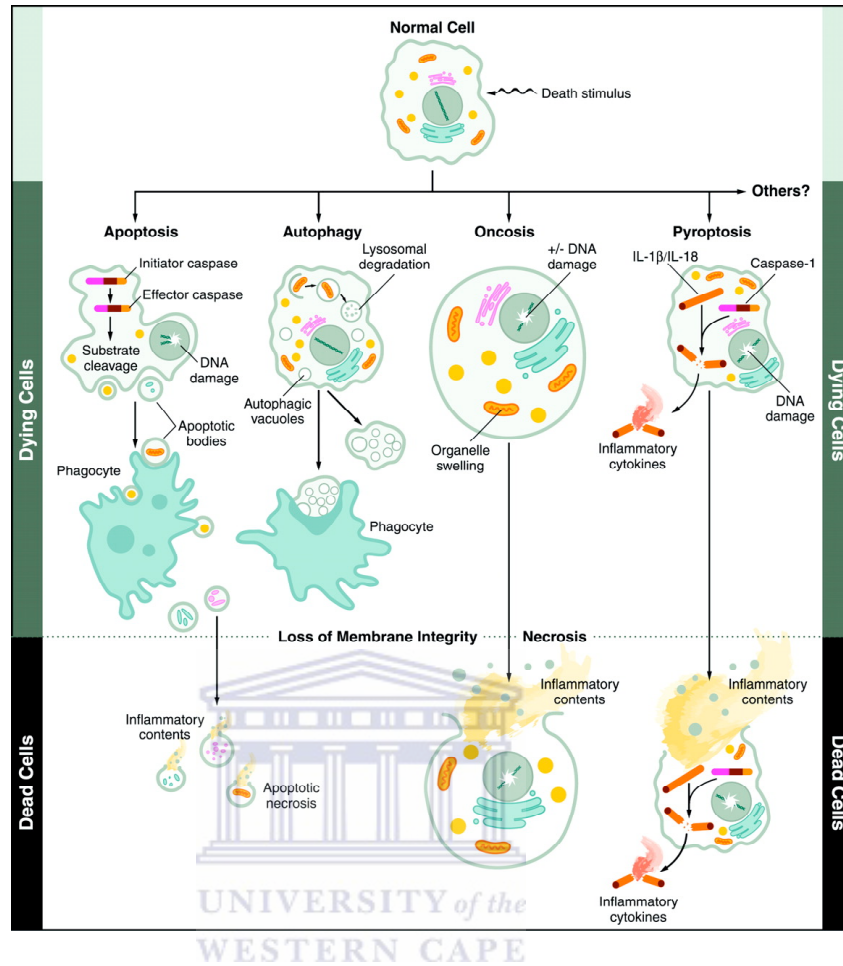 Normal Cell
Death stimulus
Others?
Apoptosis
Autophagy
Oncosis
Pyroptosis
Initiator caspase
Effector caspase
Substrate
cleavage
DNA
damage
Apoptotic
bodies
Phagocyte
Lysosomal
degradation
Autophagic
vacuoles
Phagocyte
+/- DNA
damage
Organelle
swelling
IL-1β/IL-18
Caspase-1
DNA
damage
Inflammatory
cytokines
Dying Cells
Dying Cells
Loss of Membrane Integrity
Necrosis
Inflammatory
contents
Apoptotic
necrosis
Inflammatory
contents
Inflammatory
contents
Inflammatory
cytokines
Dead Cells
Dead Cells
UNIVERSITY of the
WESTERN CAPE